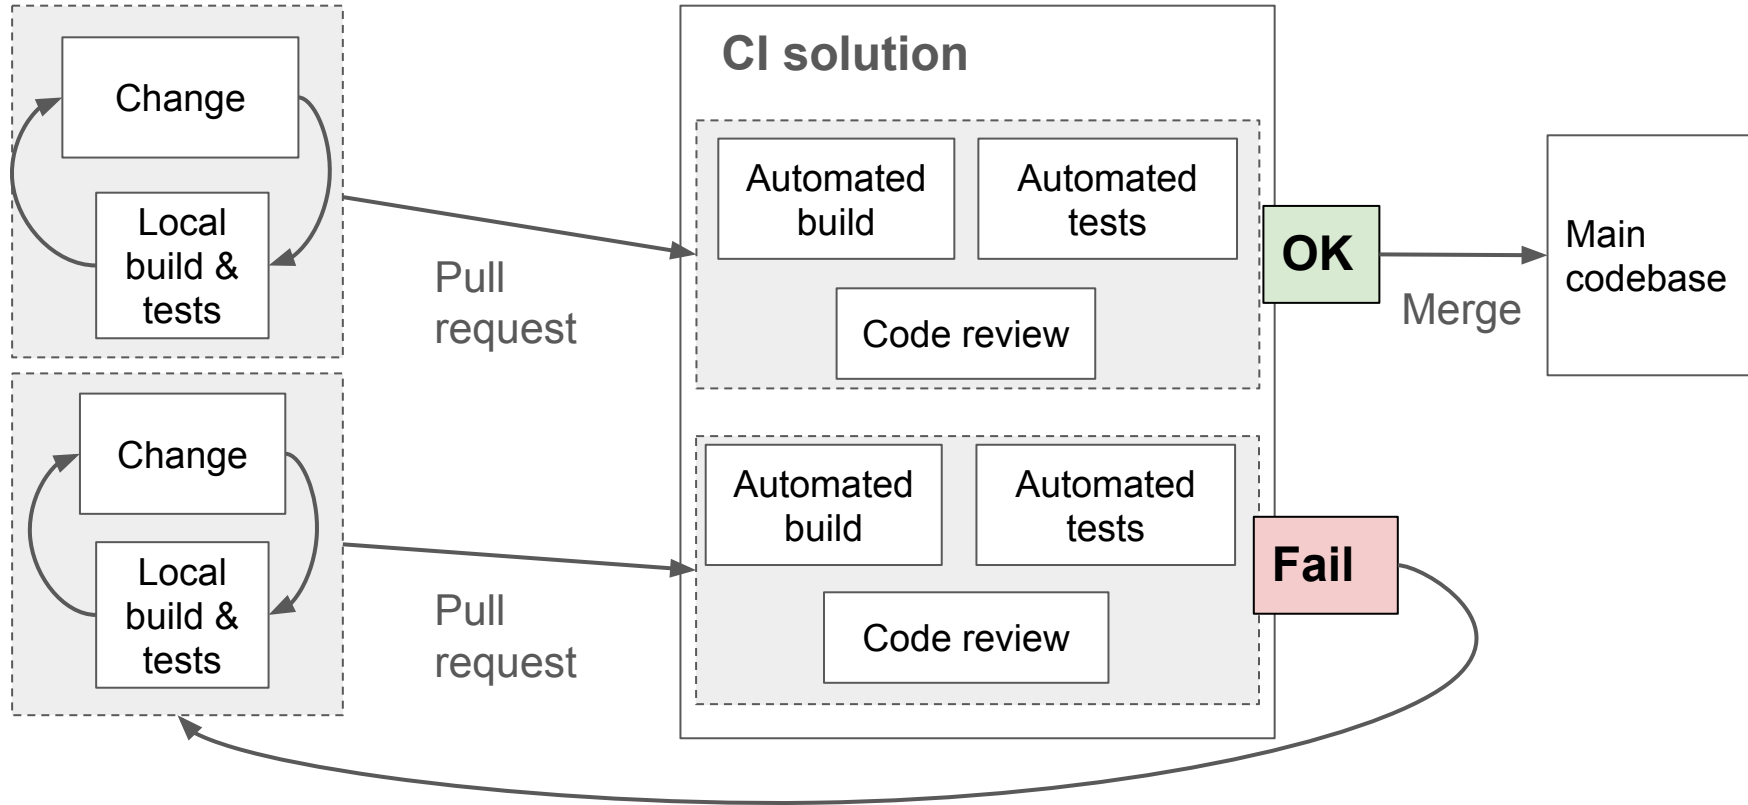 Change
Local
build &
tests
Pull
request
CI solution
Automated
build
Automated
tests
Code review
OK
Merge
Main
codebase
Change
Local
build &
tests
Pull
request
Automated
build
Automated
tests
Code review
Fail